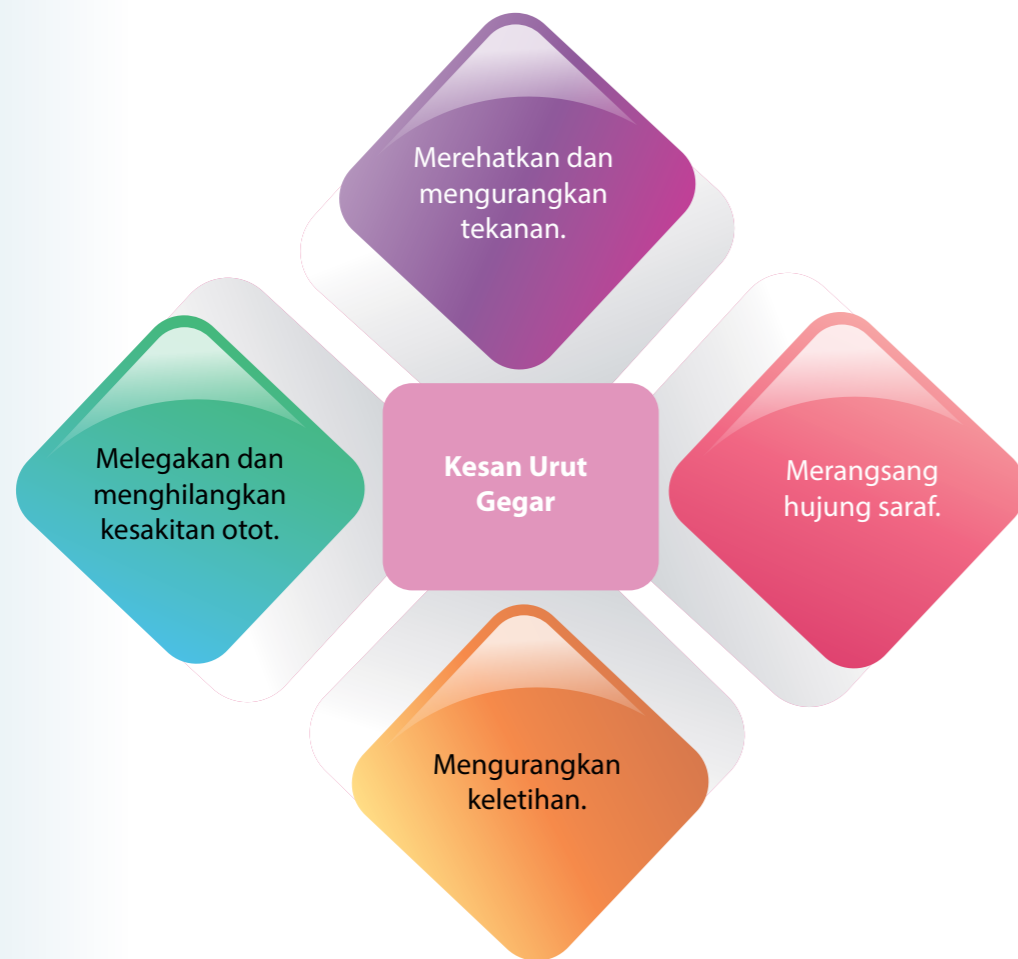 Merehatkan dan
mengurangkan
tekanan.
Melegakan dan
menghilangkan
kesakitan otot.
Kesan Urut
Gegar
Merangsang
hujung saraf.
Mengurangkan
keletihan.